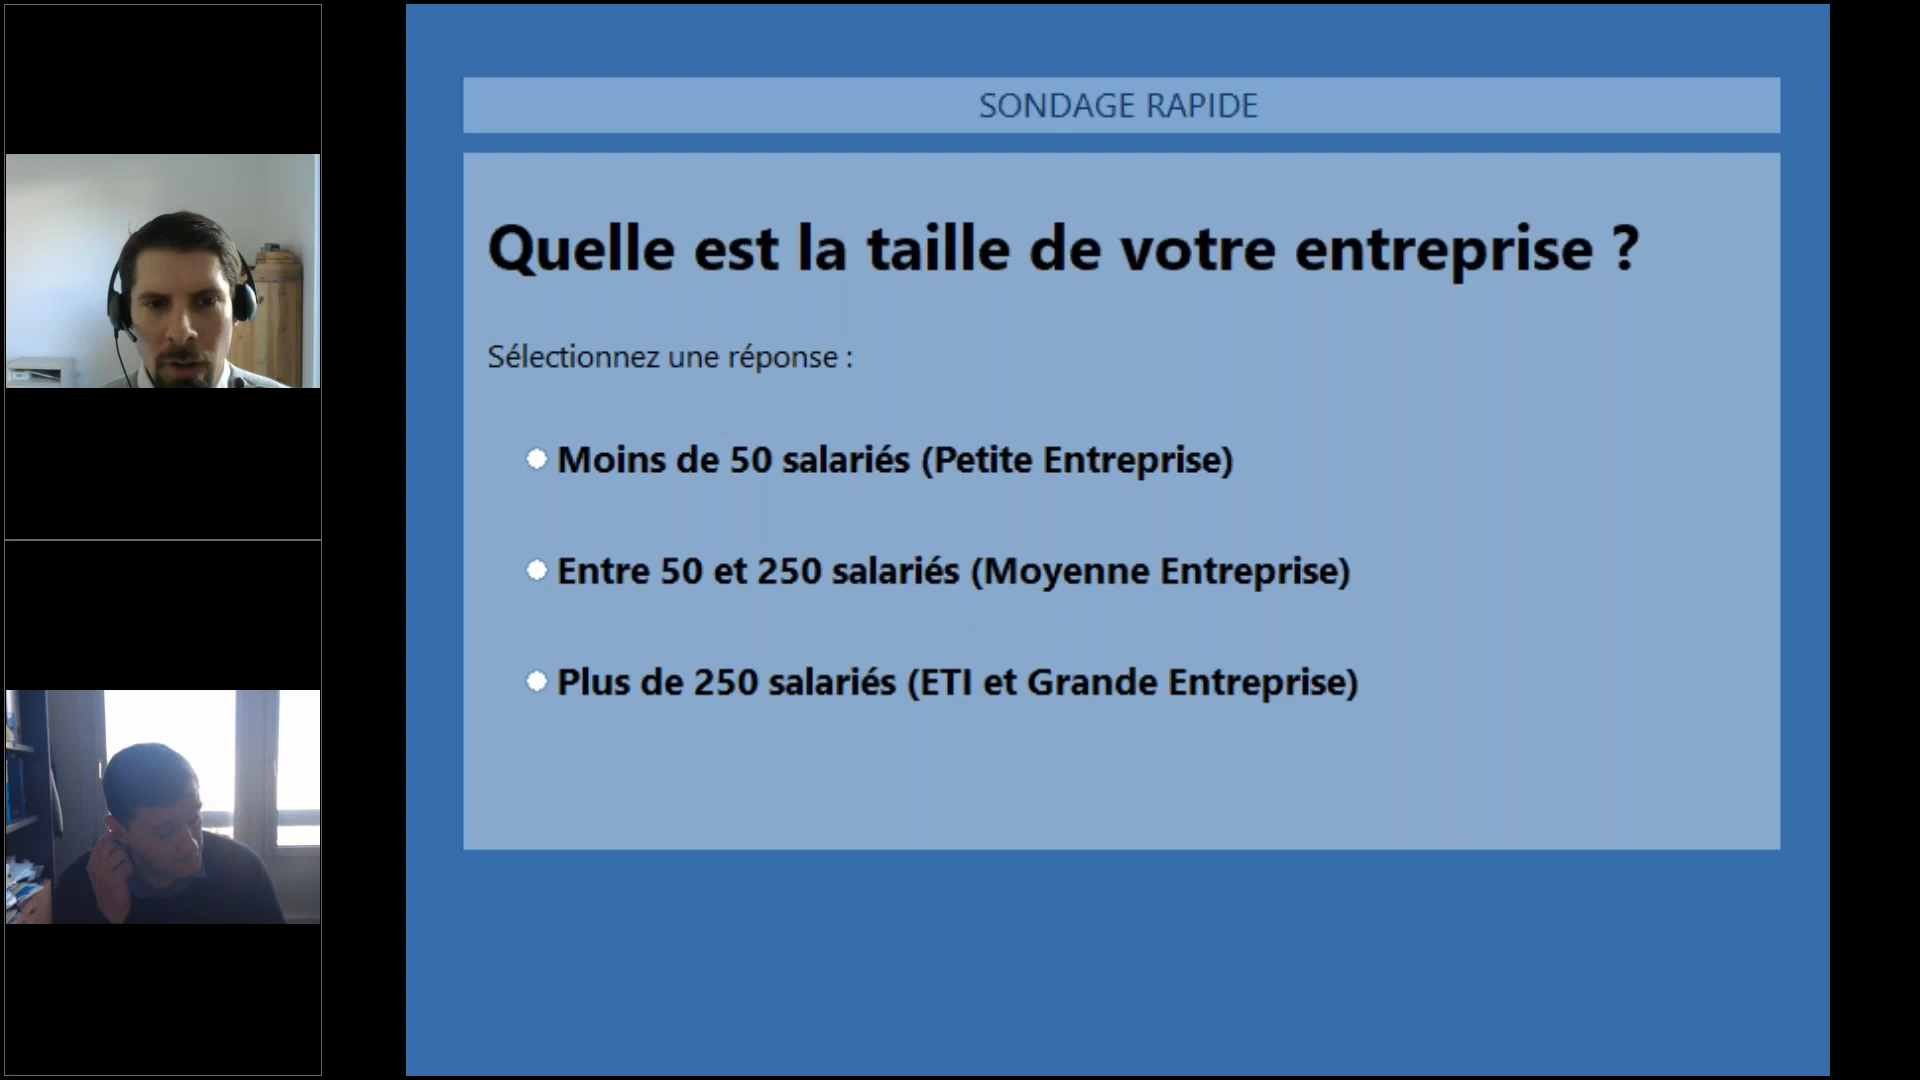 SONDAGE RAPIDE
Quelle est la taille de votre entreprise ?
Sélectionnez une réponse :
Moins de 50 salariés (Petite Entreprise)
Entre 50 et 250 salariés (Moyenne Entreprise)
Plus de 250 salariés (ETI et Grande Entreprise)